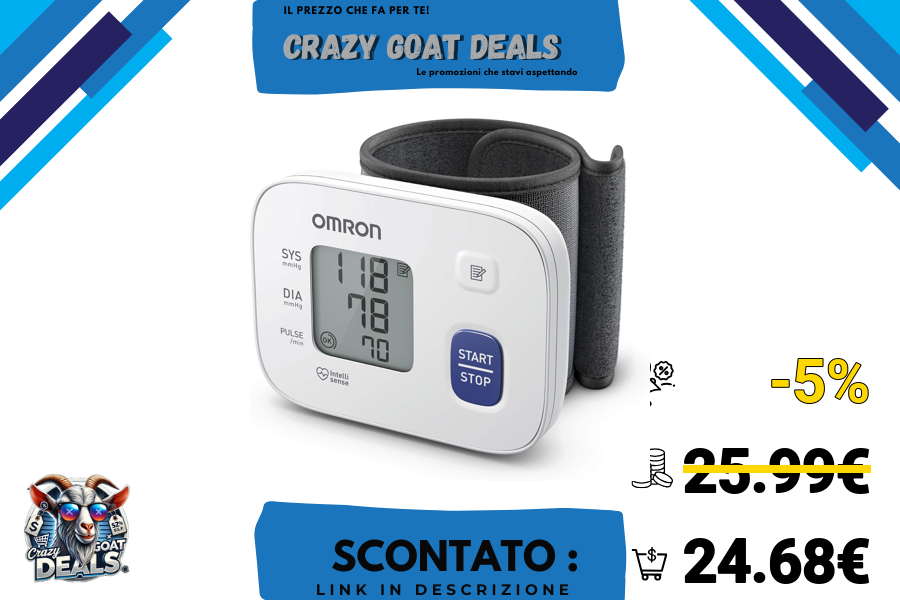 IL PREZZO CHE FA PER TE!
CRAZY GOAT DEALS
Le promozioni che stavi aspettando
OMRON
SYS
mmHg
118
DIA
mmHg
78
PULSE
/min
OK
70
Intelli
sense
START
STOP
-5%
25.99€
24.68€
SCONTATO :
LINK IN DESCRIZIONE
Crazy
GOAT
DEALS